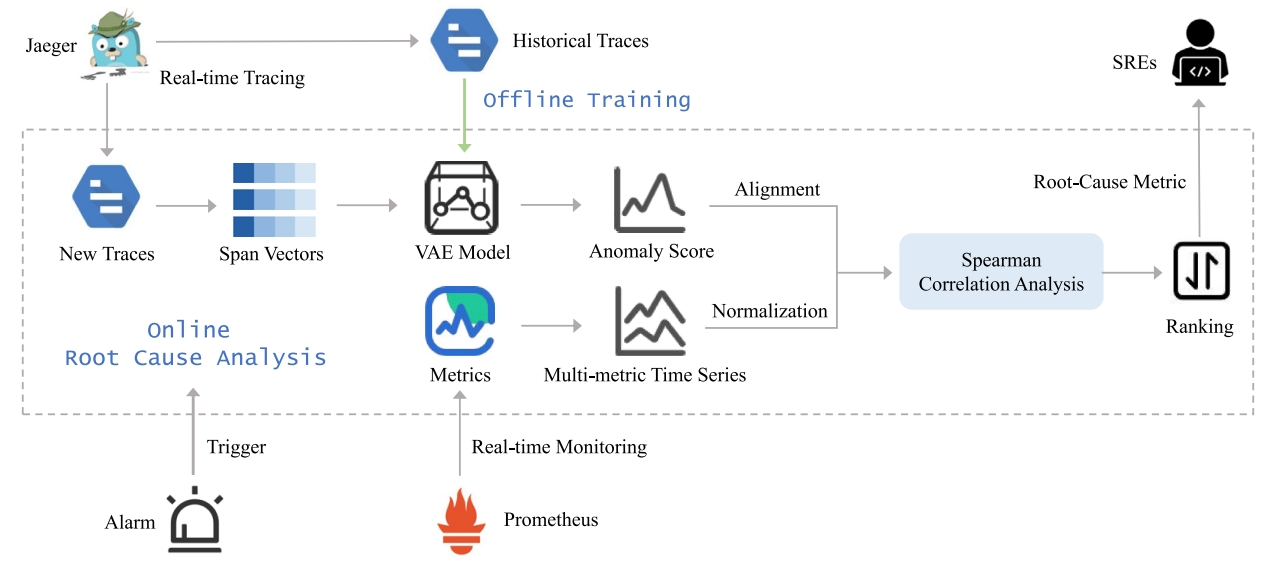 Jaeger
Real-time Tracing
Historical Traces
SREs
Offline Training
New Traces
Span Vectors
VAE Model
Anomaly Score
Alignment
Root-Cause Metric
Spearman
Correlation Analysis
Ranking
Normalization
Metrics
Multi-metric Time Series
Online
Root Cause Analysis
Trigger
Real-time Monitoring
Alarm
Prometheus